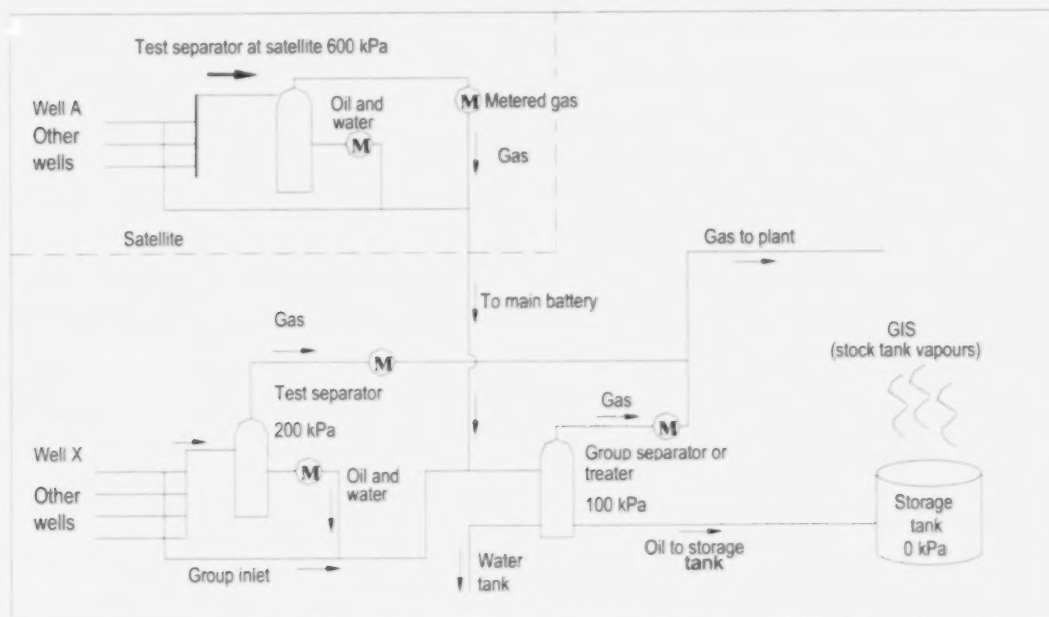 Test separator at satellite 600 kPa
Well A
Other
wells
Oil and
water
M
M Metered gas
Gas
Satellite
Gas to plant
To main battery
Gas
M
GIS
(stock tank vapours)
Test separator
200 kPa
Gas
M
Well X
Other
wells
M
Oil and
water
Group separator or
treater
100 kPa
Storage
tank
0 kPa
Group inlet
Water
tank
Oil to storage
tank